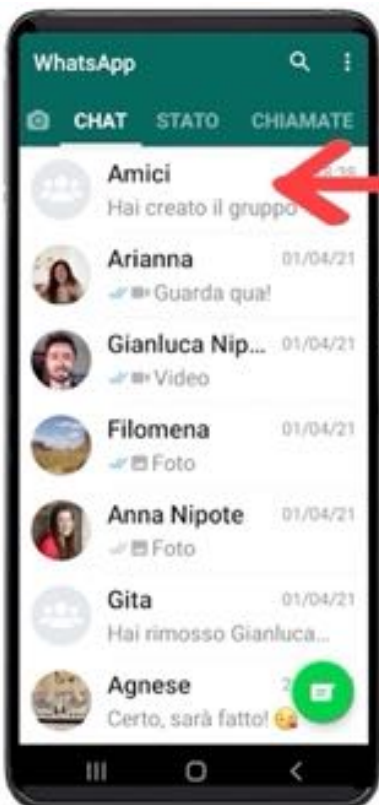 WhatsApp
CHAT STATO CHIAMATE
Amici
Hai creato il gruppo
Arianna 01/04/21
Guarda qua!
Gianluca Nip... 01/04/21
Video
Filomena 01/04/21
Foto
Anna Nipote 01/04/21
Foto
Gita 01/04/21
Hai rimosso Gianluca...
Agnese
Certo, sarà fatto!